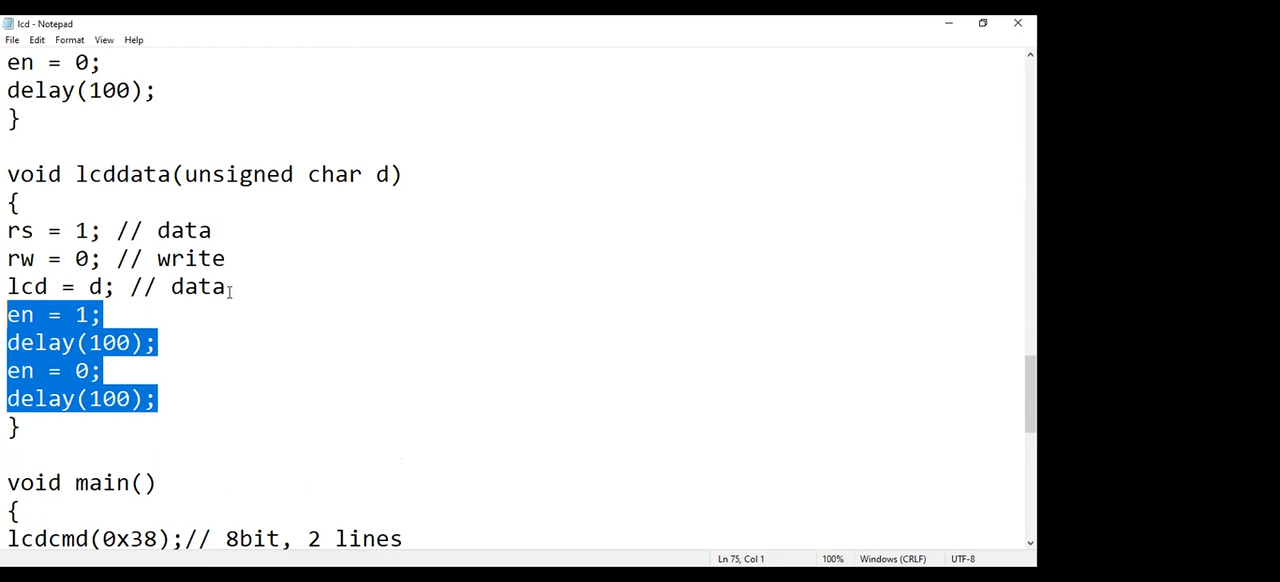 lcd - Notepad
File Edit Format View Help
en = 0;
delay(100);
}
void lcddata(unsigned char d)
{
rs = 1; // data
rw = 0; // write
lcd = d; // data
en = 1;
delay(100);
en = 0;
delay(100);
}
void main()
{
lcdcmd(0x38);// 8bit, 2 lines
Ln 75, Col 1 100% Windows (CRLF) UTF-8